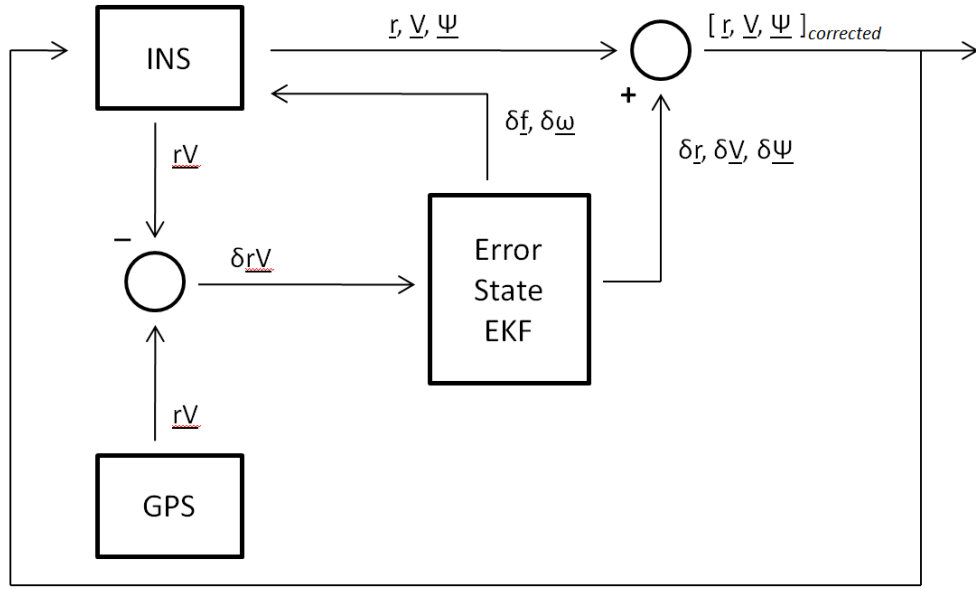 r, V, Ψ
[ r, V, Ψ ]corrected
INS
+
δf, δω
δr, δV, δΨ
rV
−
δrV
Error
State
EKF
rV
GPS